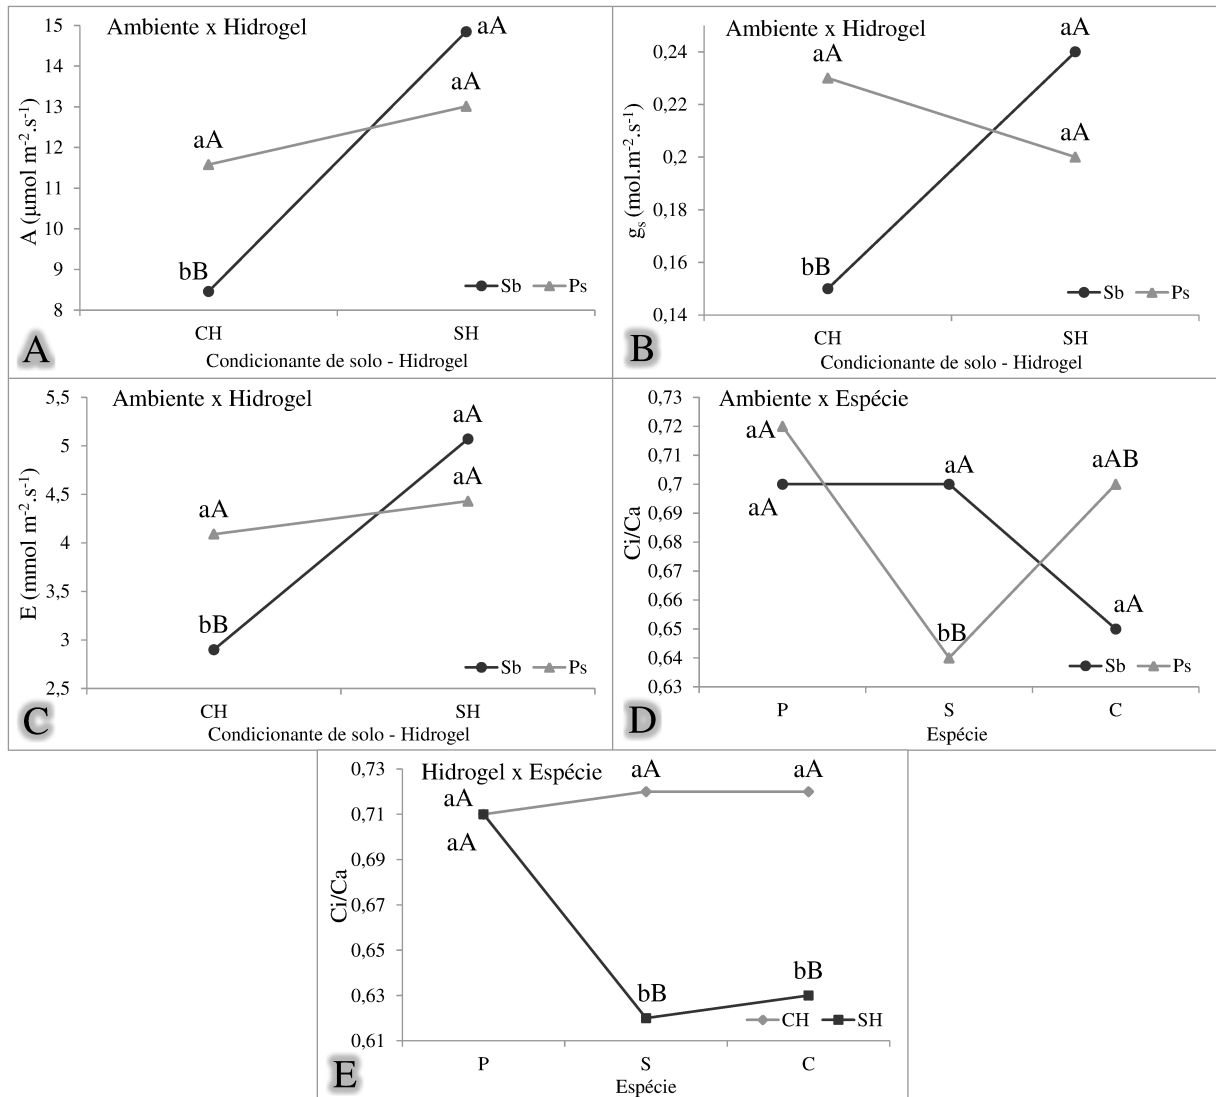 Ambiente x Hidrogel
15
14
13
12
11
10
9
8
A (µmol m⁻².s⁻¹)
aA
aA
aA
bB
Sb
Ps
CH
SH
Condicionante de solo - Hidrogel
A
Ambiente x Hidrogel
0,24
0,22
0,2
0,18
0,16
0,14
gₛ (mol.m⁻².s⁻¹)
aA
aA
aA
bB
Sb
Ps
CH
SH
Condicionante de solo - Hidrogel
B
Ambiente x Hidrogel
5,5
5
4,5
4
3,5
3
2,5
E (mmol m⁻².s⁻¹)
aA
aA
aA
bB
Sb
Ps
CH
SH
Condicionante de solo - Hidrogel
C
Ambiente x Espécie
0,73
0,72
0,71
0,7
0,69
0,68
0,67
0,66
0,65
0,64
0,63
Ci/Ca
aA
aA
aA
bB
aAB
aA
Sb
Ps
P
S
C
Espécie
D
Hidrogel x Espécie
0,73
0,71
0,69
0,67
0,65
0,63
0,61
Ci/Ca
aA
aA
aA
aA
bB
bB
CH
SH
P
S
C
Espécie
E